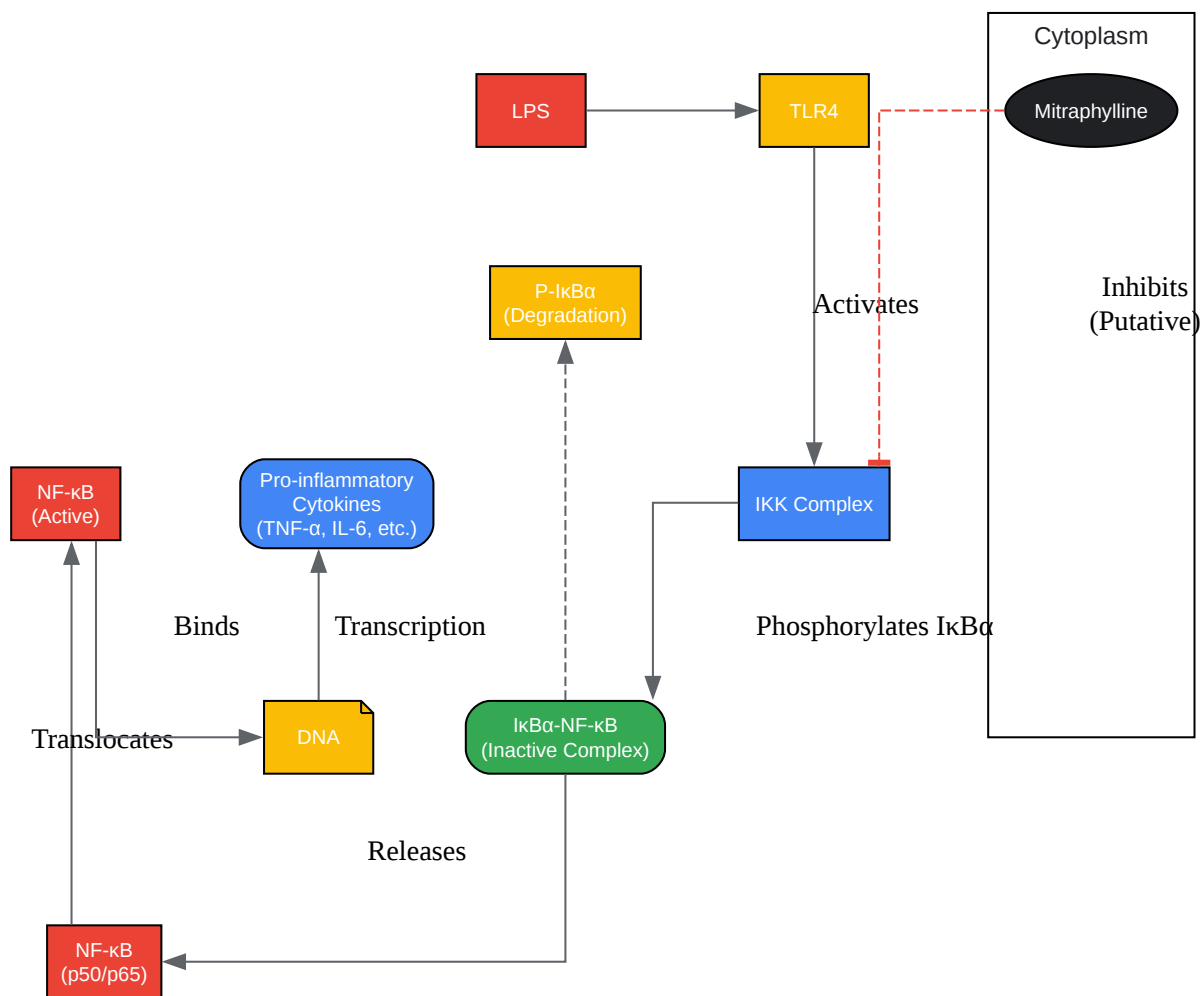 Cytoplasm
LPS
TLR4
Mitraphylline
P-IκBα
(Degradation)
Activates
Inhibits
(Putative)
NF-κB
(Active)
Pro-inflammatory
Cytokines
(TNF-α, IL-6, etc.)
IKK Complex
Binds
Transcription
Phosphorylates IκBα
Translocates
DNA
IκBα-NF-κB
(Inactive Complex)
Releases
NF-κB
(p50/p65)